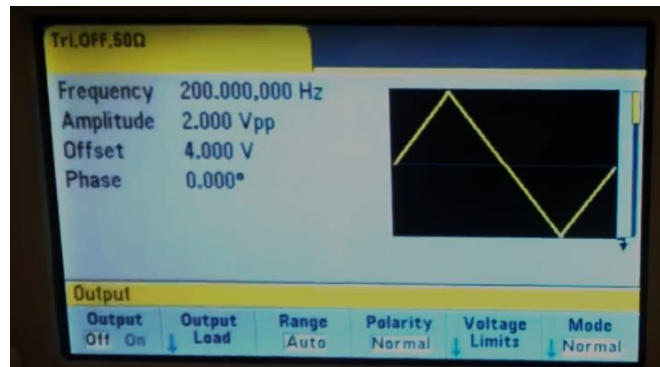 Tri,OFF,50Ω
Frequency 200.000,000 Hz
Amplitude 2.000 Vpp
Offset 4.000 V
Phase 0.000°
Output
Output Output Range Polarity Voltage Mode
Off On Load Auto Normal Limits Normal